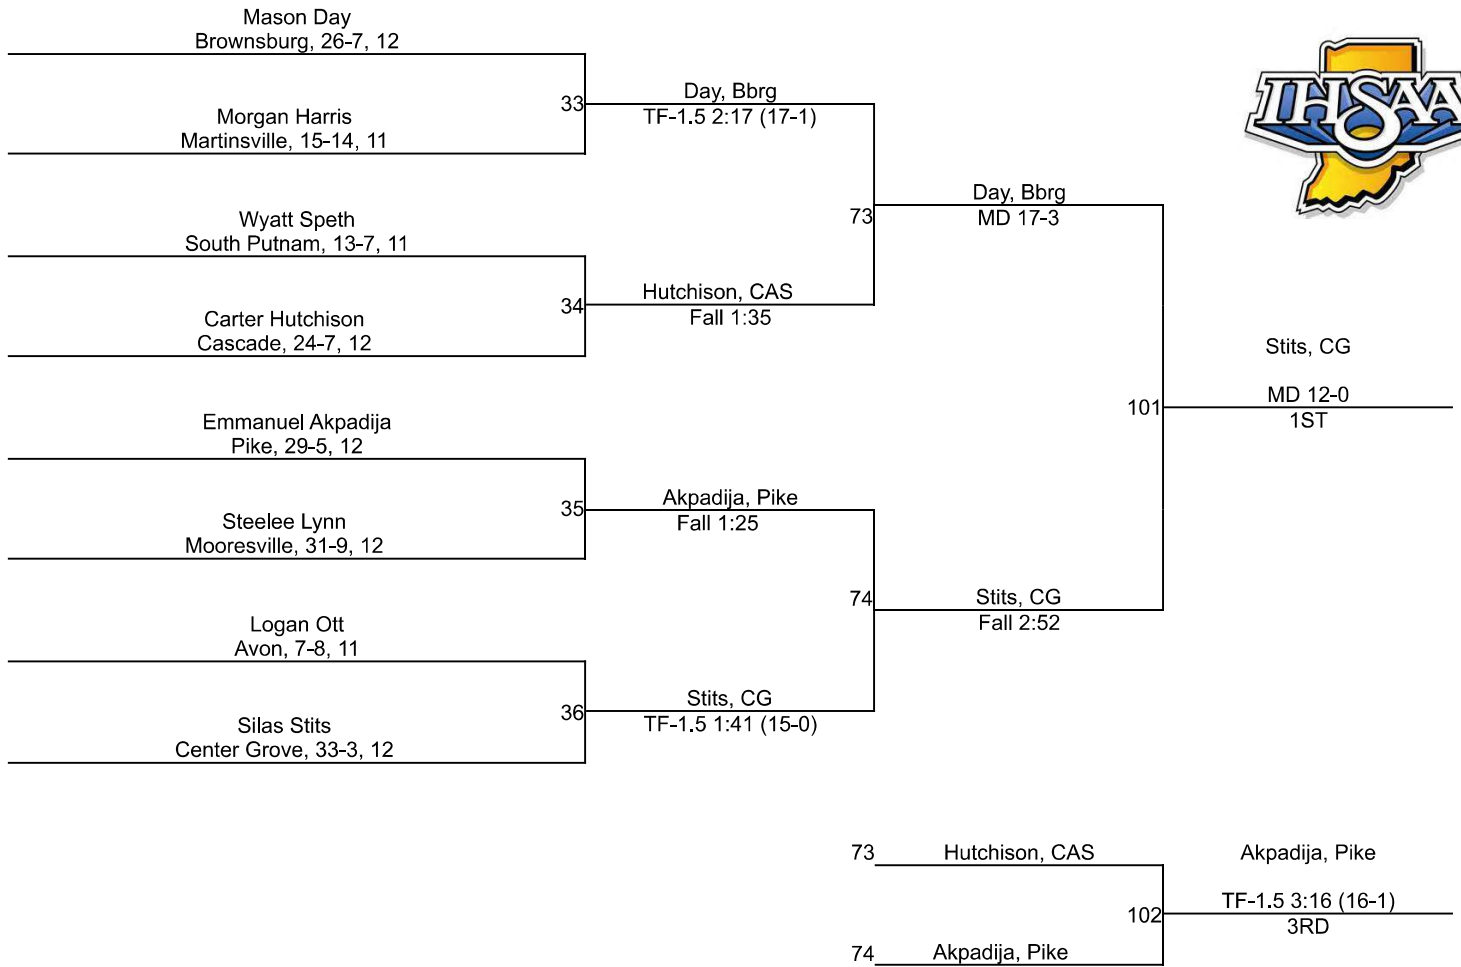 Mason Day
Brownsburg, 26-7, 12
33
Day, Bbrg
TF-1.5 2:17 (17-1)
Morgan Harris
Martinsville, 15-14, 11
IHSAA
73
Day, Bbrg
MD 17-3
Wyatt Speth
South Putnam, 13-7, 11
34
Hutchison, CAS
Fall 1:35
Carter Hutchison
Cascade, 24-7, 12
Stits, CG
101
MD 12-0
1ST
Emmanuel Akpadija
Pike, 29-5, 12
35
Akpadija, Pike
Fall 1:25
Steelee Lynn
Mooresville, 31-9, 12
74
Stits, CG
Fall 2:52
Logan Ott
Avon, 7-8, 11
36
Stits, CG
TF-1.5 1:41 (15-0)
Silas Stits
Center Grove, 33-3, 12
73
Hutchison, CAS
Akpadija, Pike
102
TF-1.5 3:16 (16-1)
3RD
74
Akpadija, Pike